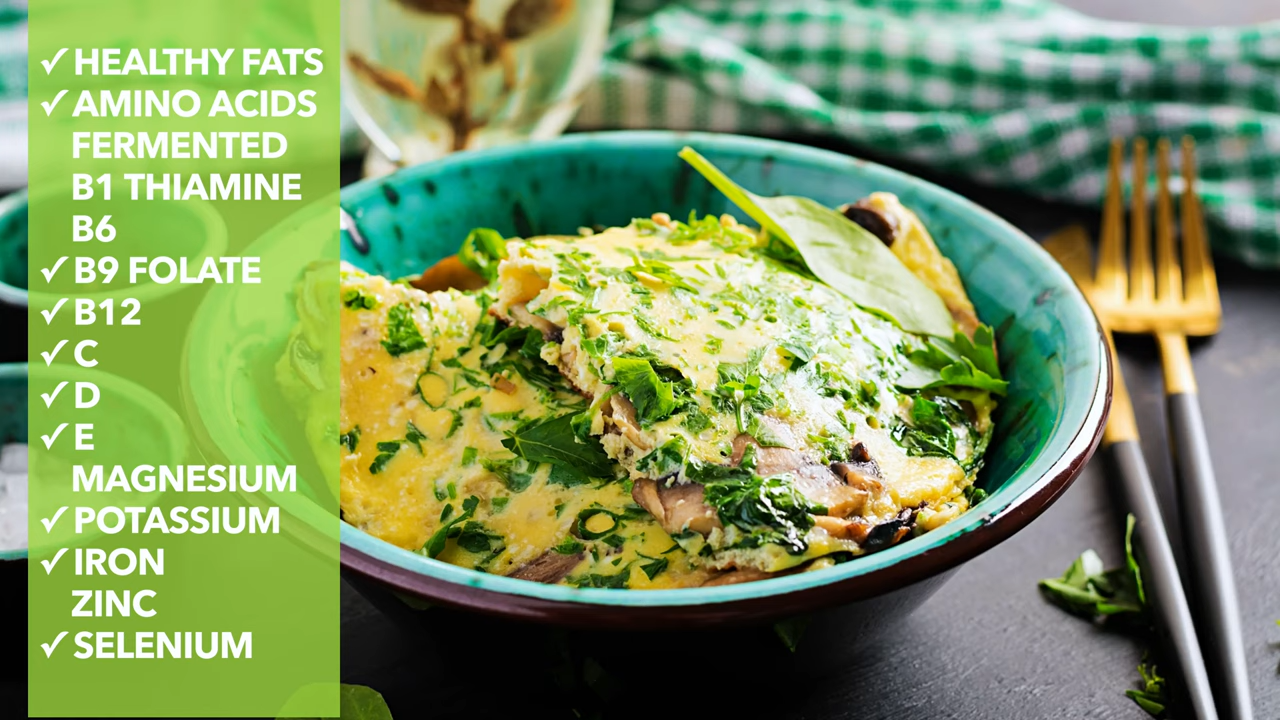 ✓ HEALTHY FATS
✓ AMINO ACIDS
FERMENTED
B1 THIAMINE
B6
✓ B9 FOLATE
✓ B12
✓ C
✓ D
✓ E
MAGNESIUM
✓ POTASSIUM
✓ IRON
ZINC
✓ SELENIUM